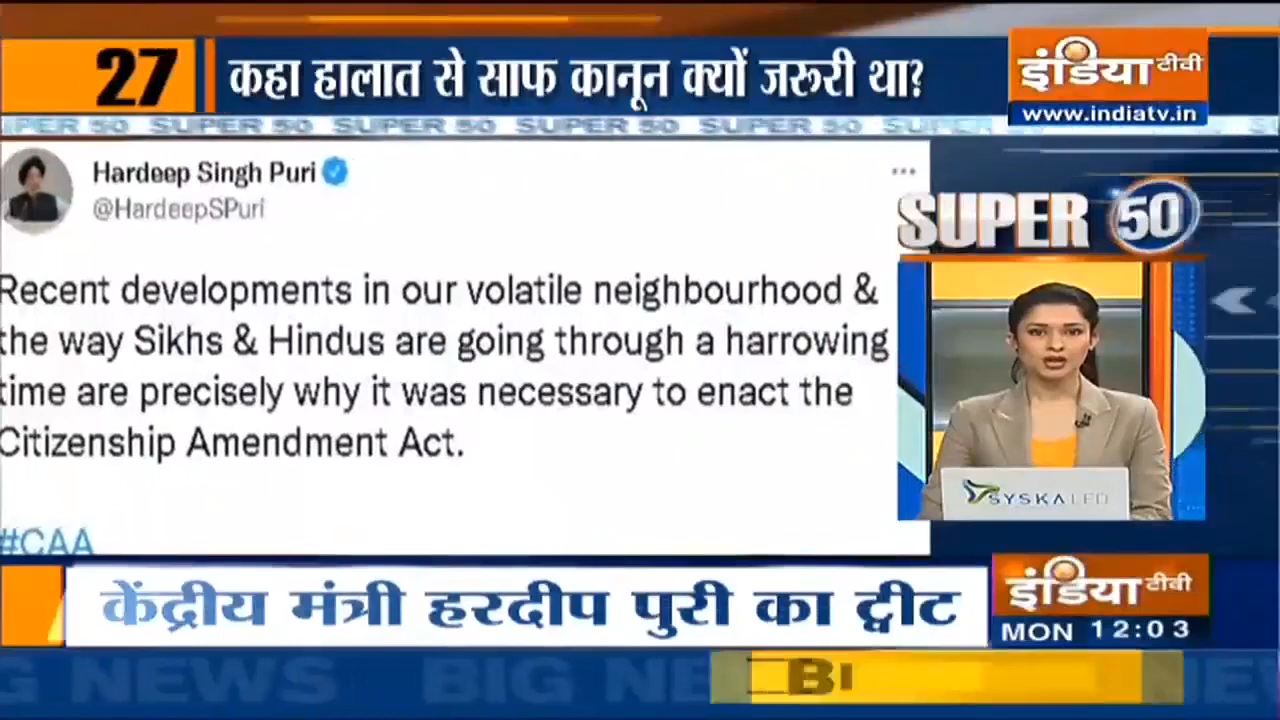 27
कहा हालात से साफ कानून क्यों जरूरी था?
इंडिया टीवी
www.indiatv.in
SUPER 50 SUPER 50 SUPER 50 SUPER 50
Hardeep Singh Puri
@HardeepSPuri
Recent developments in our volatile neighbourhood &
the way Sikhs & Hindus are going through a harrowing
time are precisely why it was necessary to enact the
Citizenship Amendment Act.
#CAA
SUPER 50
SYSKA LED
केंद्रीय मंत्री हरदीप पुरी का ट्वीट
इंडिया टीवी
MON 12:03
NEWS BIG NE